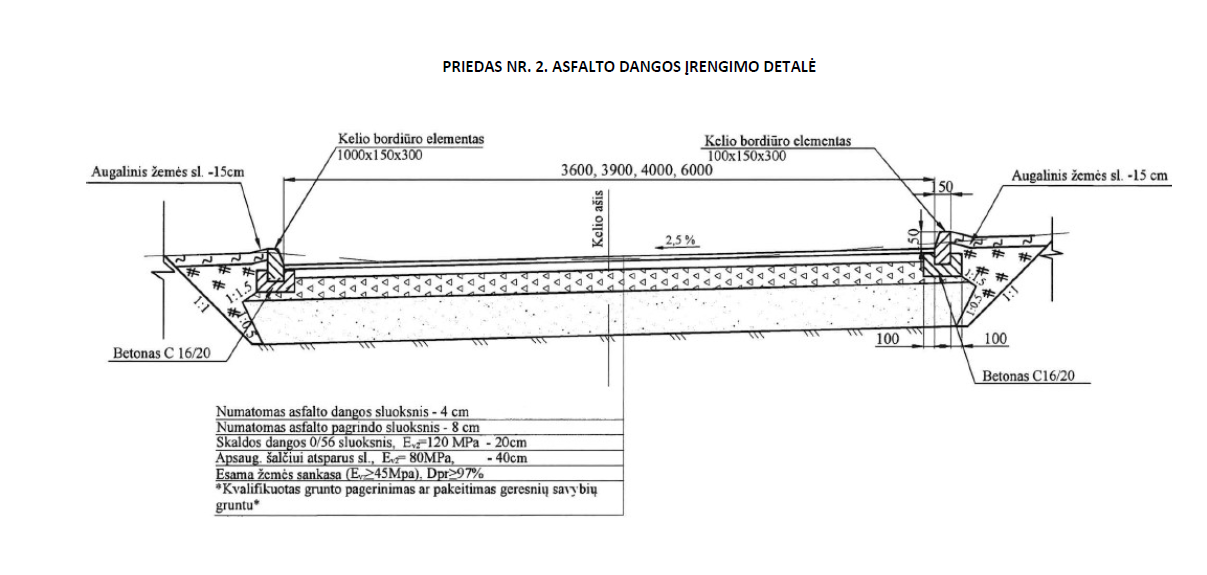 PRIEDAS NR. 2. ASFALTO DANGOS ĮRENGIMO DETALĖ
Kelio bordiūro elementas
1000x150x300
Kelio bordiūro elementas
100x150x300
Augalinis žemės sl. -15cm
3600, 3900, 4000, 6000
Augalinis žemės sl. -15 cm
150
Kelio ašis
50
2,5 %
1:1
1:1.5
1:0.5
1:1.5
1:0.5
1:1
100
100
Betonas C 16/20
Betonas C16/20
Numatomas asfalto dangos sluoksnis - 4 cm
Numatomas asfalto pagrindo sluoksnis - 8 cm
Skaldos dangos 0/56 sluoksnis, Ev2=120 MPa - 20cm
Apsaug. šalčiui atsparus sl., Ev2= 80MPa, - 40cm
Esama žemės sankasa (Ev≥45Mpa), Dpr≥97%
*Kvalifikuotas grunto pagerinimas ar pakeitimas geresnių savybių
gruntu*